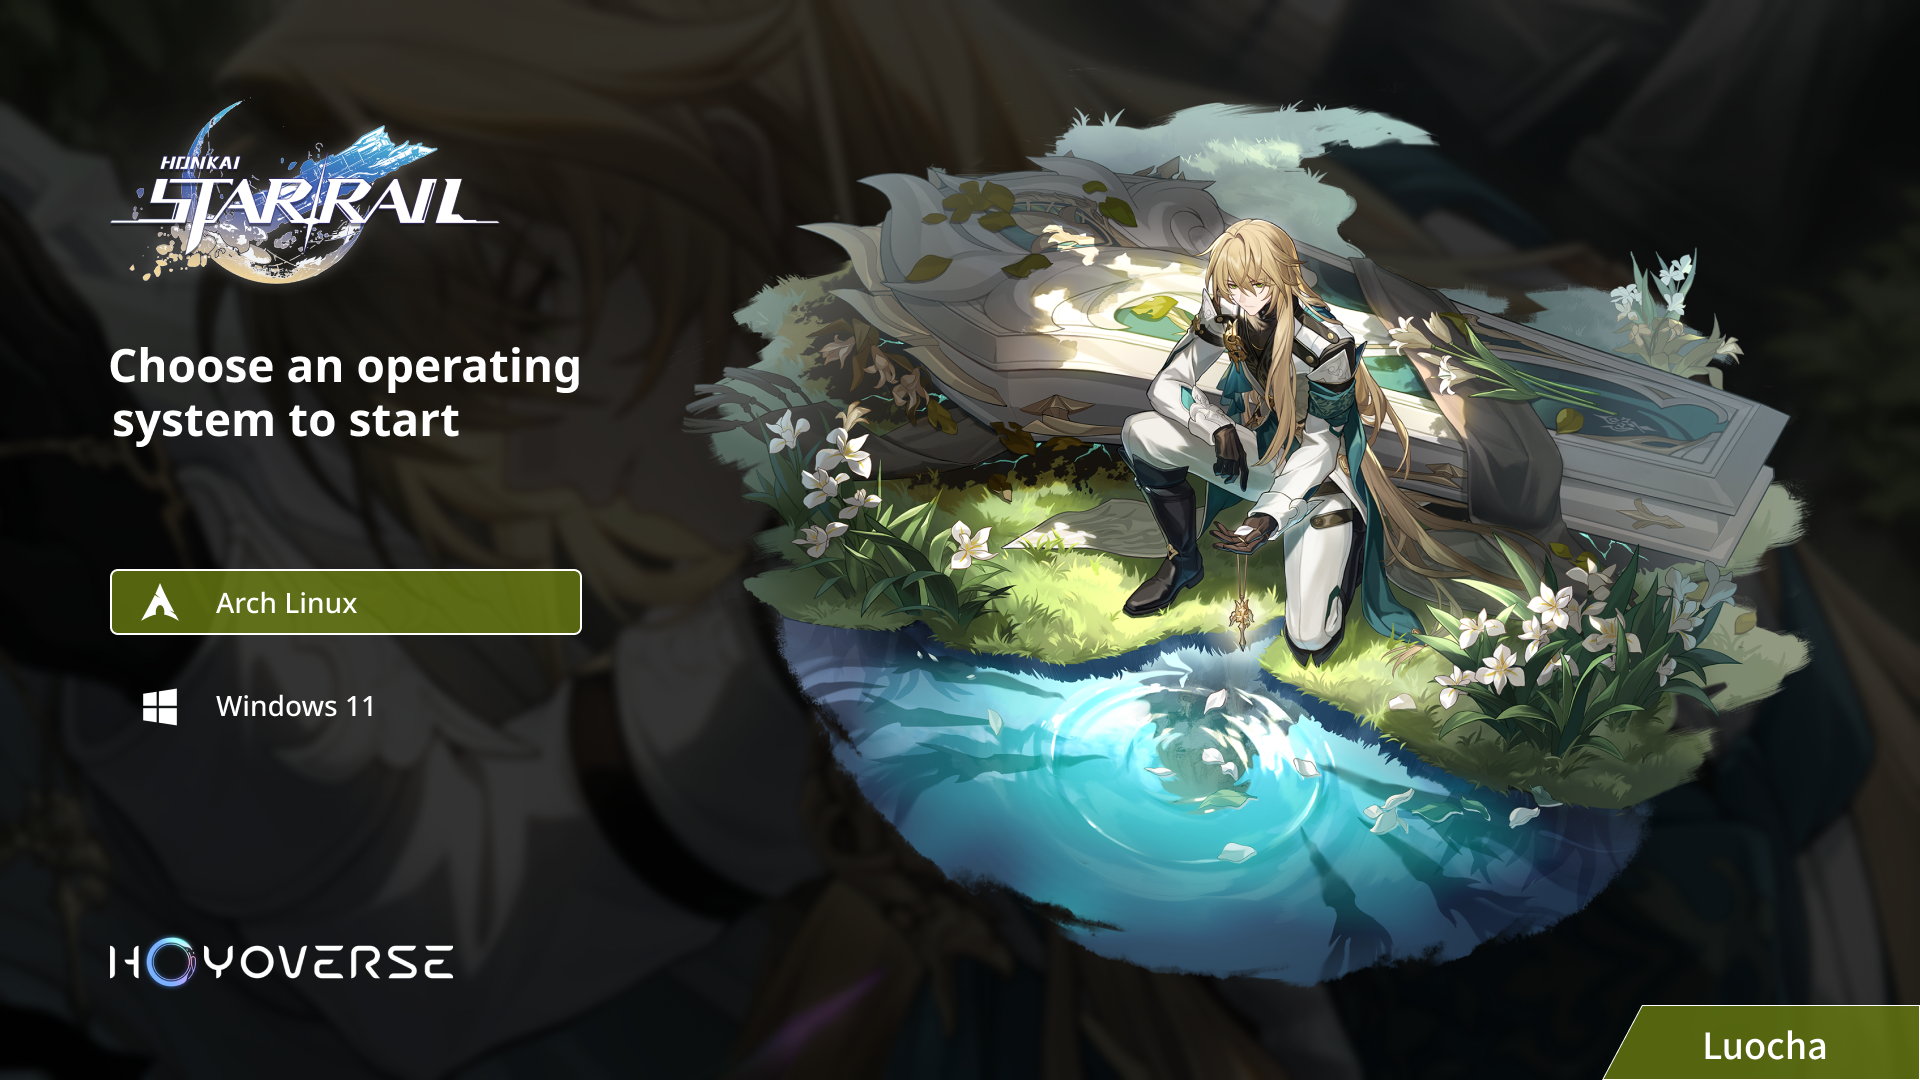 HONKAI
STAR RAIL
Choose an operating
system to start
Arch Linux
Windows 11
HOYOVERSE
Luocha